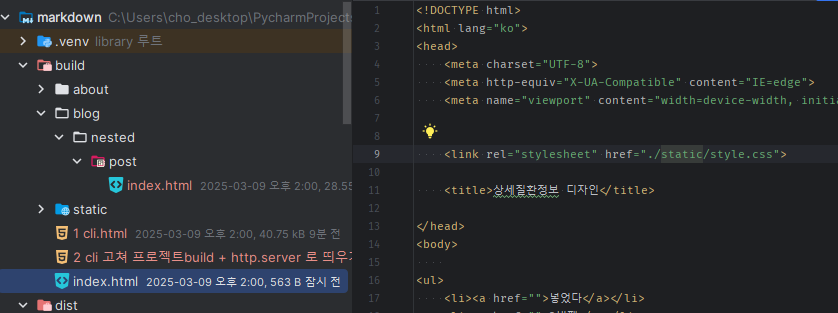 markdown C:\Users\cho_desktop\PycharmProjec
.venv library 루트
build
about
blog
nested
post
index.html 2025-03-09 오후 2:00, 28.55
static
1 cli.html 2025-03-09 오후 2:00, 40.75 kB 9분 전
2 cli 고쳐 프로젝트build + http.server 로 띄우
index.html 2025-03-09 오후 2:00, 563 B 잠시 전
dist
1 <!DOCTYPE html>
2 <html lang="ko">
3 <head>
4 <meta charset="UTF-8">
5 <meta http-equiv="X-UA-Compatible" content="IE=edge">
6 <meta name="viewport" content="width=device-width, initia
7
8
9 <link rel="stylesheet" href="./static/style.css">
10
11 <title>상세질환정보 디자인</title>
12
13 </head>
14 <body>
15
16 <ul>
17 <li><a href="">넣었다</a></li>